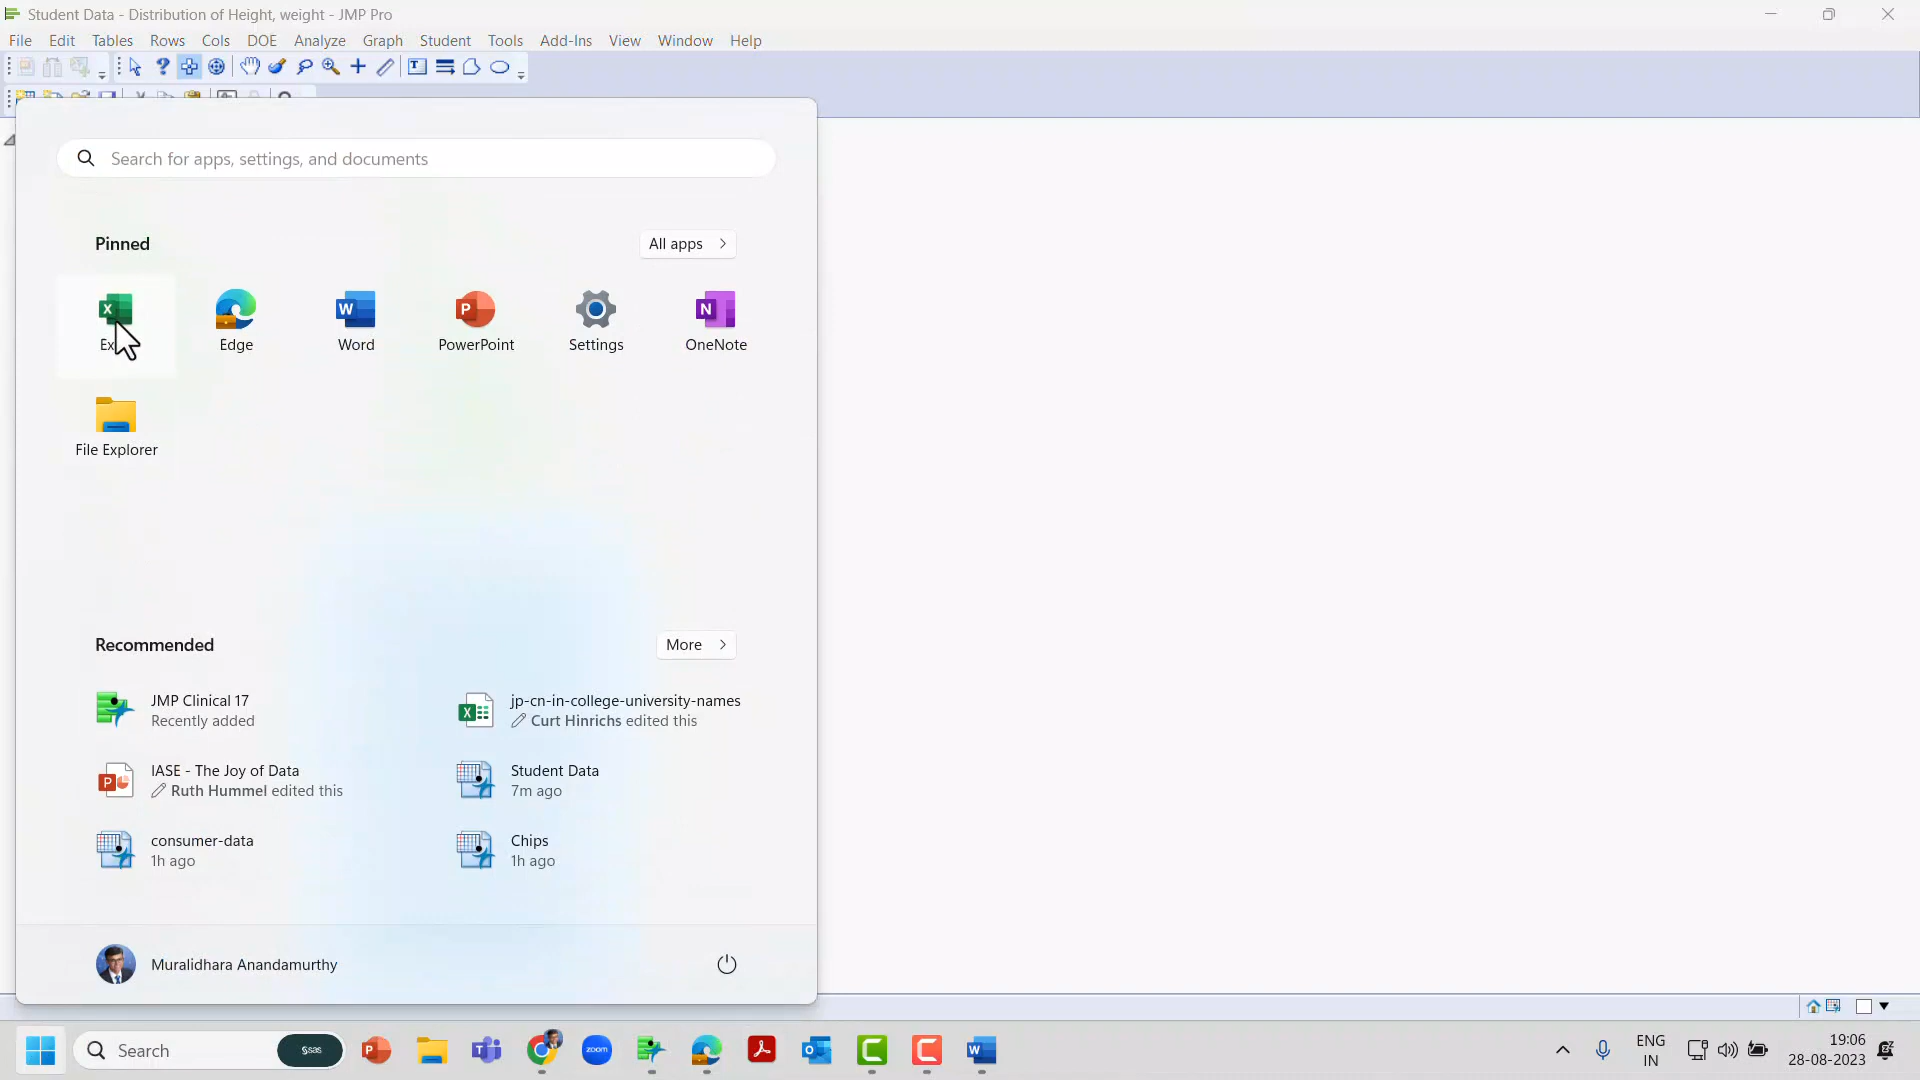 Student Data - Distribution of Height, weight - JMP Pro
File Edit Tables Rows Cols DOE Analyze Graph Student Tools Add-Ins View Window Help
Search for apps, settings, and documents
Pinned
All apps
Edge
Word
PowerPoint
Settings
OneNote
File Explorer
Recommended
More
JMP Clinical 17
Recently added
jp-cn-in-college-university-names
Curt Hinrichs edited this
IASE - The Joy of Data
Ruth Hummel edited this
Student Data
7m ago
consumer-data
1h ago
Chips
1h ago
Muralidhara Anandamurthy
Search
sas
zoom
ENG
IN
19:06
28-08-2023